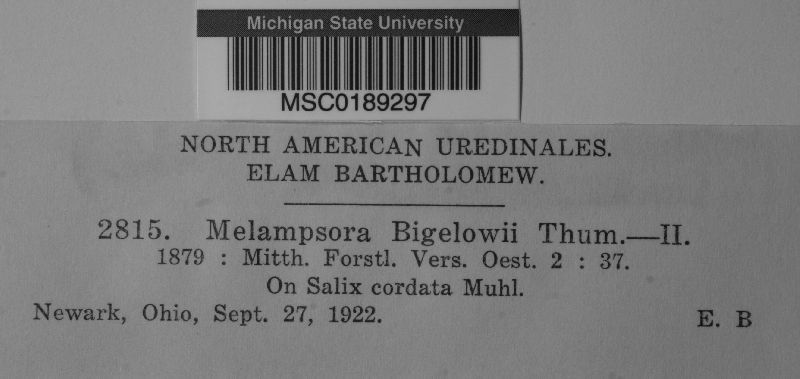 Michigan State University
MSC0189297
NORTH AMERICAN UREDINALES.
ELAM BARTHOLOMEW.
2815. Melampsora Bigelowii Thum.—II.
1879 : Mitth. Forstl. Vers. Oest. 2 : 37.
On Salix cordata Muhl.
Newark, Ohio, Sept. 27, 1922. E. B